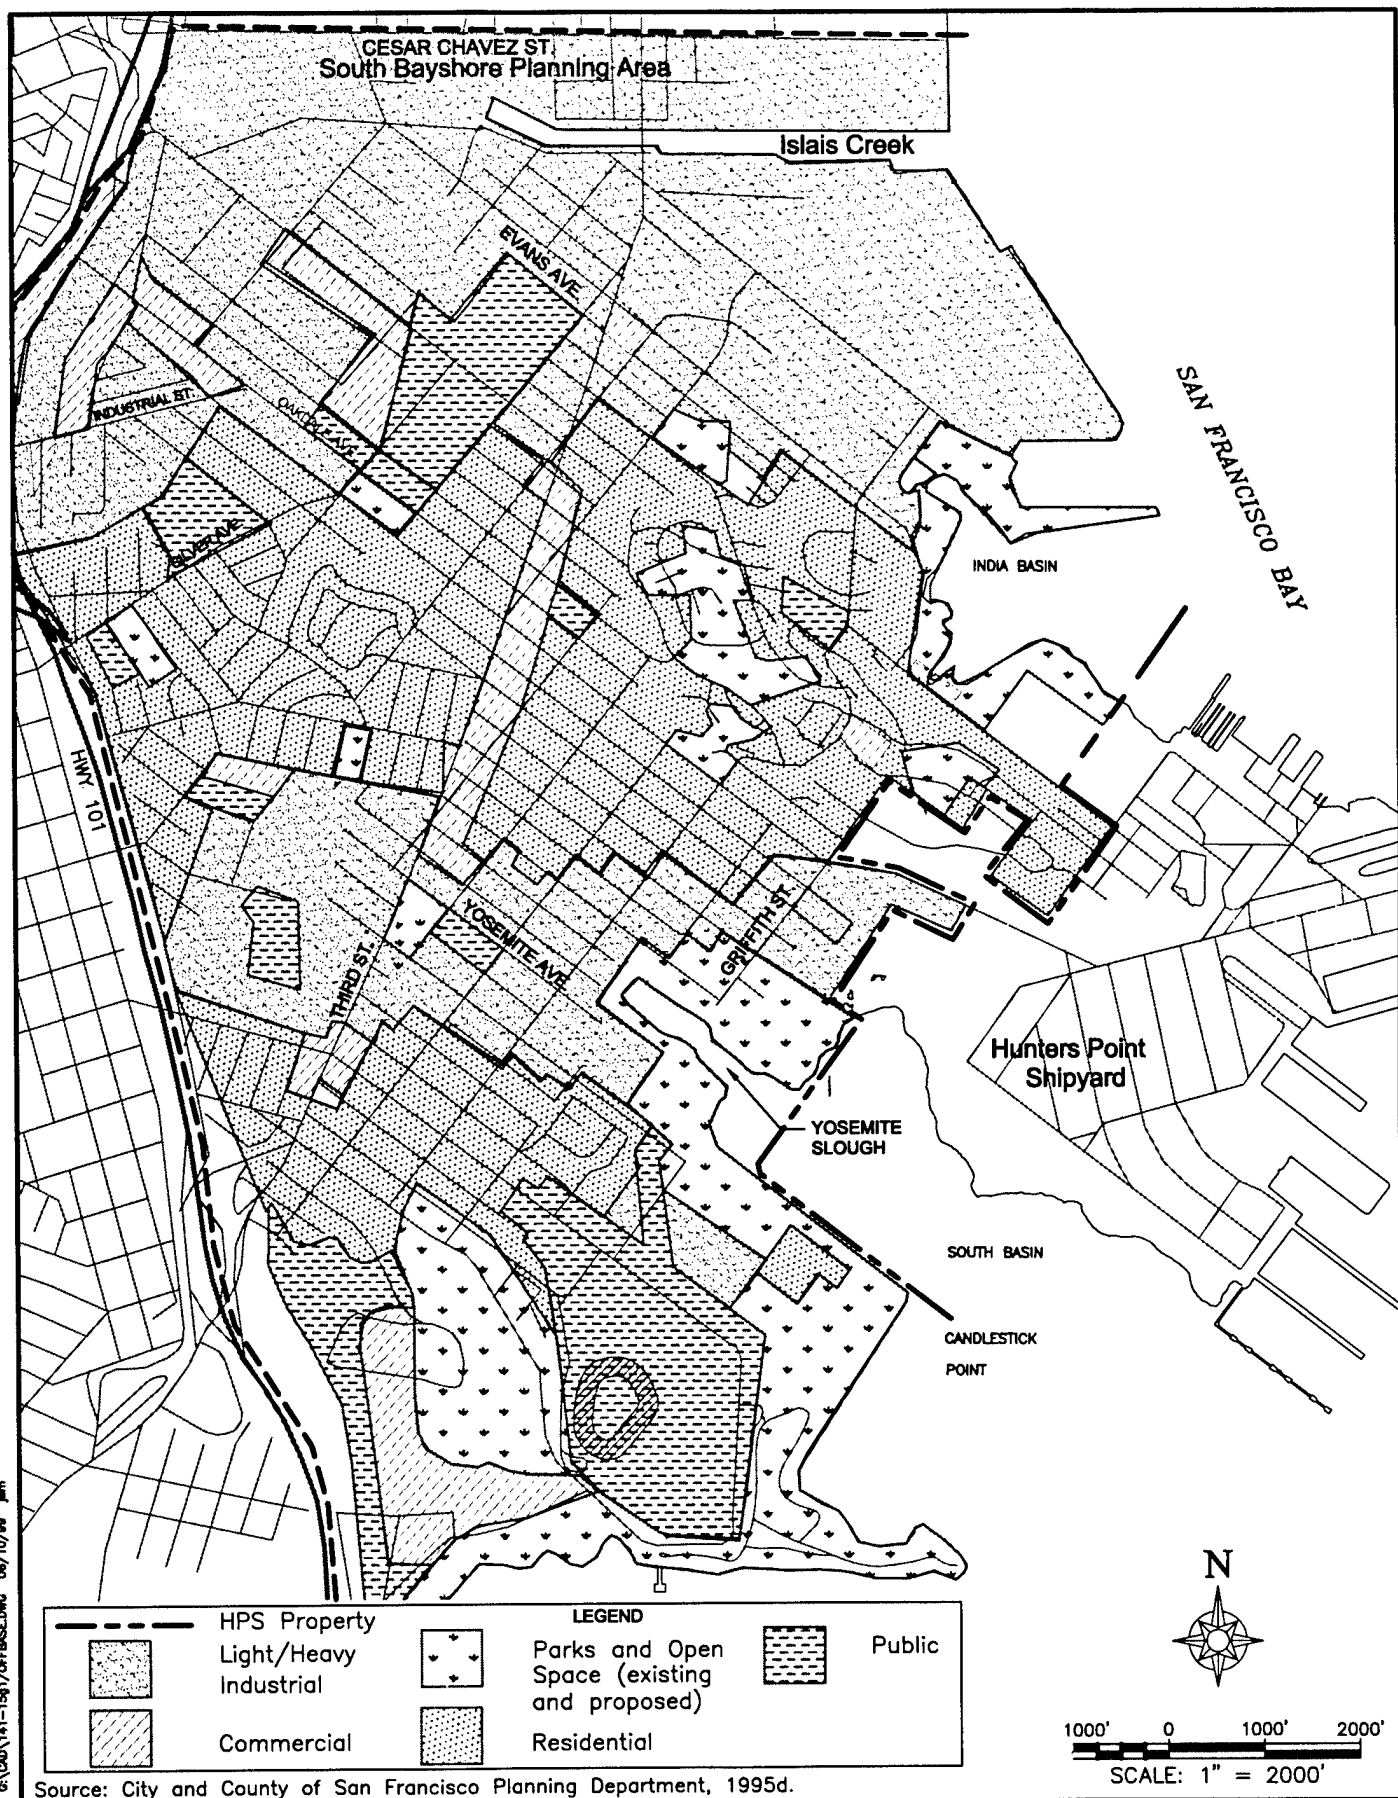 CESAR CHAVEZ ST.
South Bayshore Planning Area
Islais Creek
EVANS AVE
SAN FRANCISCO BAY
INDUSTRIAL ST.
OAKDALE AVE
SILVER AVE
INDIA BASIN
HWY 101
YOSEMITE AVE
GRIFFITH ST.
THIRD ST.
Hunters Point
Shipyard
YOSEMITE
SLOUGH
SOUTH BASIN
CANDLESTICK
POINT
N
LEGEND
HPS Property
Light/Heavy
Industrial
Parks and Open
Space (existing
and proposed)
Public
Commercial
Residential
1000' 0 1000' 2000'
SCALE: 1" = 2000'
Source: City and County of San Francisco Planning Department, 1995d.